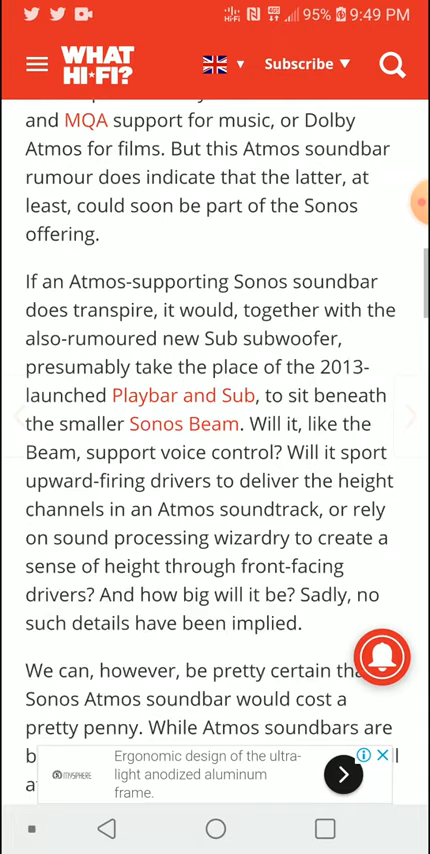 Hi-Fi 4G 95% 9:49 PM
WHAT HI★FI?
Subscribe
and MQA support for music, or Dolby
Atmos for films. But this Atmos soundbar
rumour does indicate that the latter, at
least, could soon be part of the Sonos
offering.
If an Atmos-supporting Sonos soundbar
does transpire, it would, together with the
also-rumoured new Sub subwoofer,
presumably take the place of the 2013-
launched Playbar and Sub, to sit beneath
the smaller Sonos Beam. Will it, like the
Beam, support voice control? Will it sport
upward-firing drivers to deliver the height
channels in an Atmos soundtrack, or rely
on sound processing wizardry to create a
sense of height through front-facing
drivers? And how big will it be? Sadly, no
such details have been implied.
We can, however, be pretty certain
Sonos Atmos soundbar would cost a
pretty penny. While Atmos soundbars are
MYSPHERE
Ergonomic design of the ultra-
light anodized aluminum
frame.